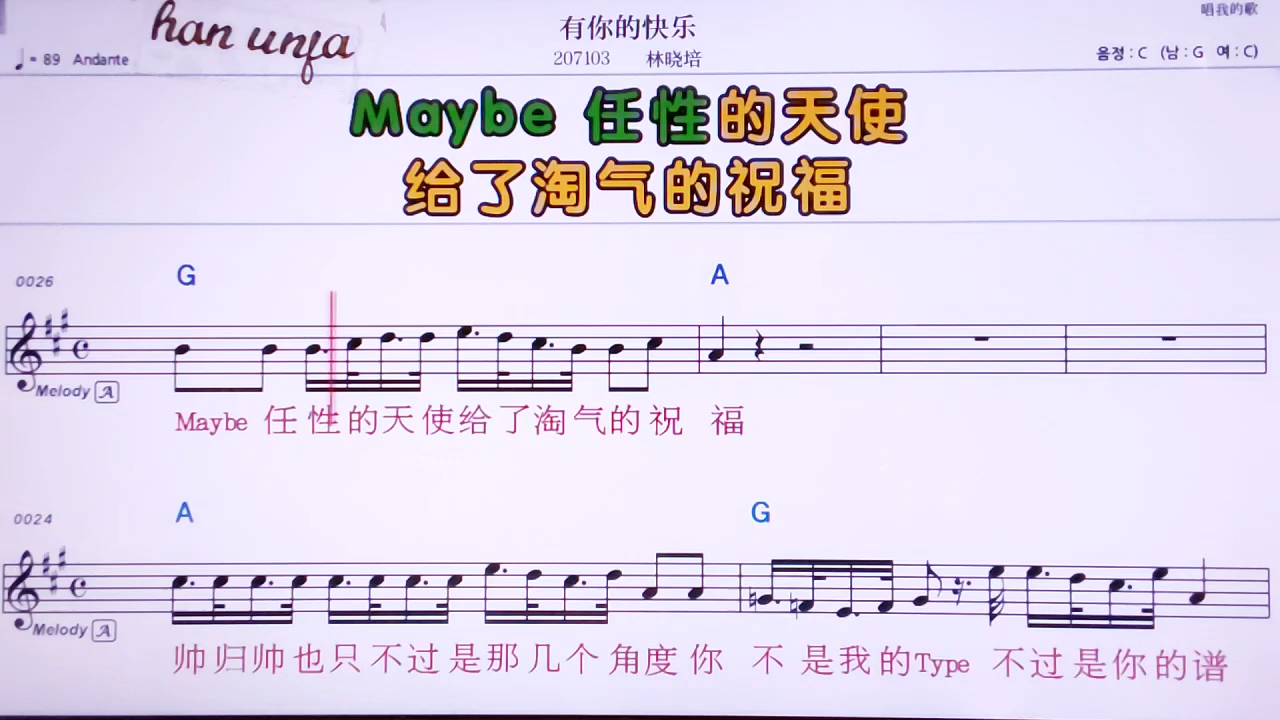 唱我的歌
han unja
有你的快乐
♩= 89 Andante
207103 林晓培
음정 : C (남 : G 여 : C)
Maybe 任性的天使
给了淘气的祝福
0026
G A
Melody A
Maybe 任性的天使给了淘气的祝 福
0024
A G
Melody A
帅归帅也只不过是那几个角度你 不是我的Type 不过是你的谱